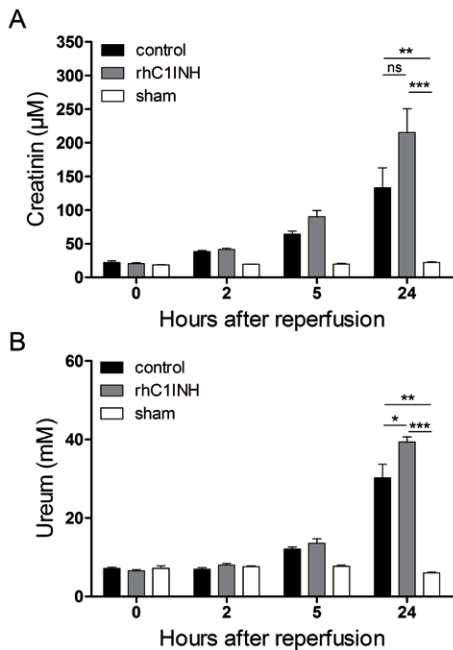 A
350
300
250
200
150
100
50
0
Creatinin (µM)
control
rhC1INH
sham
**
ns
***
0 2 5 24
Hours after reperfusion
B
60
40
20
0
Ureum (mM)
control
rhC1INH
sham
**
* ***
0 2 5 24
Hours after reperfusion